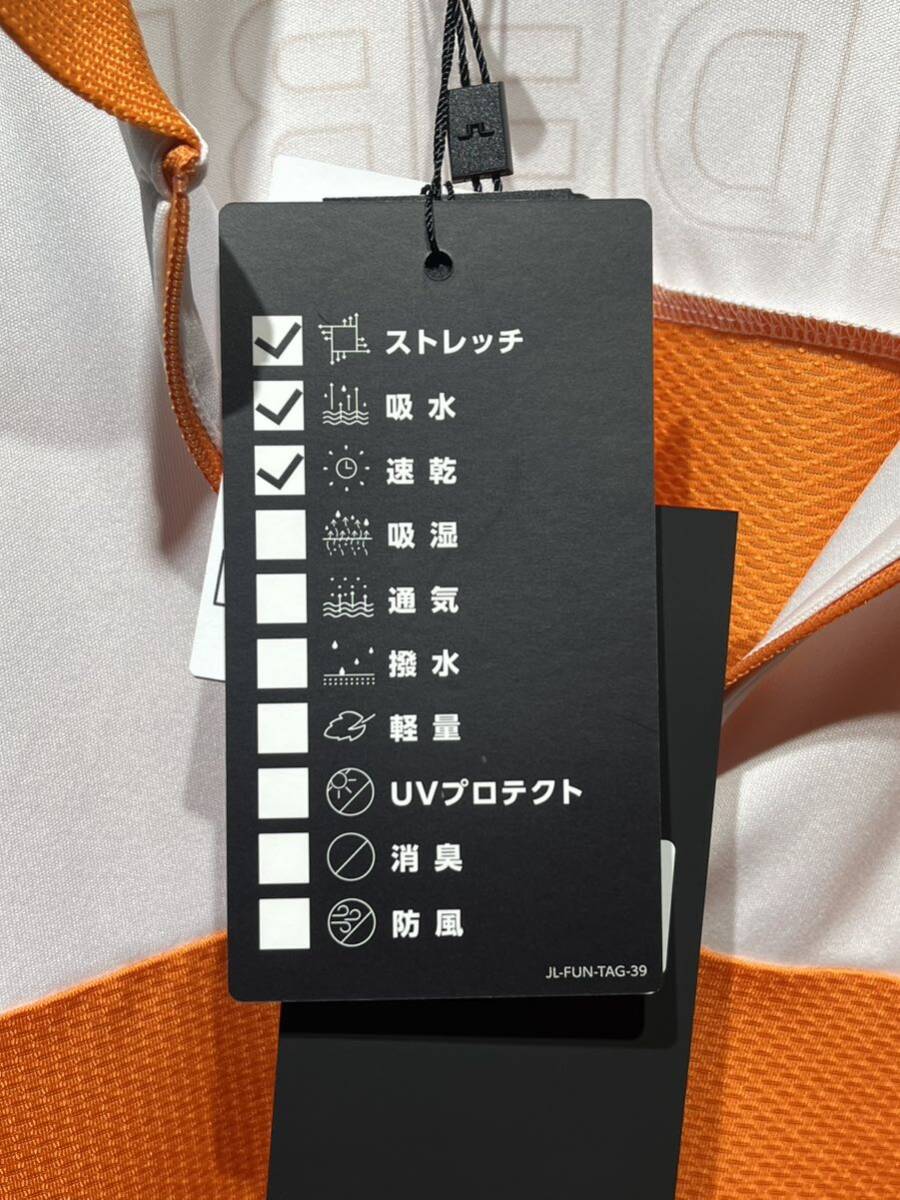 ストレッチ
吸水
速乾
吸湿
通気
撥水
軽量
UVプロテクト
消臭
防風
JL-FUN-TAG-39